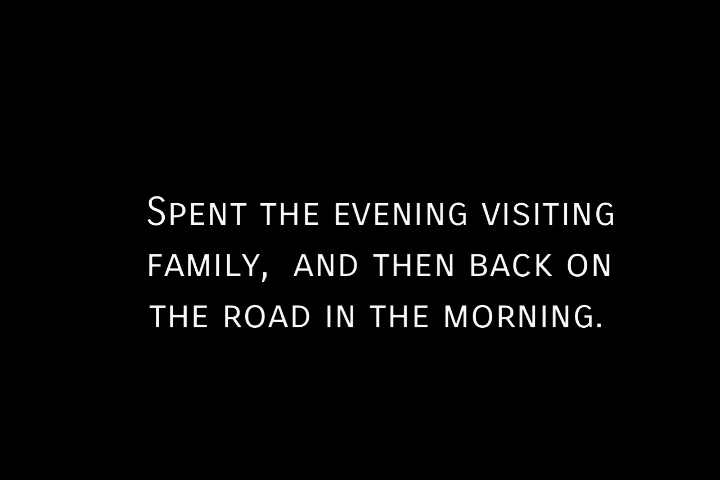 Spent the evening visiting
family,  and then back on
the road in the morning.